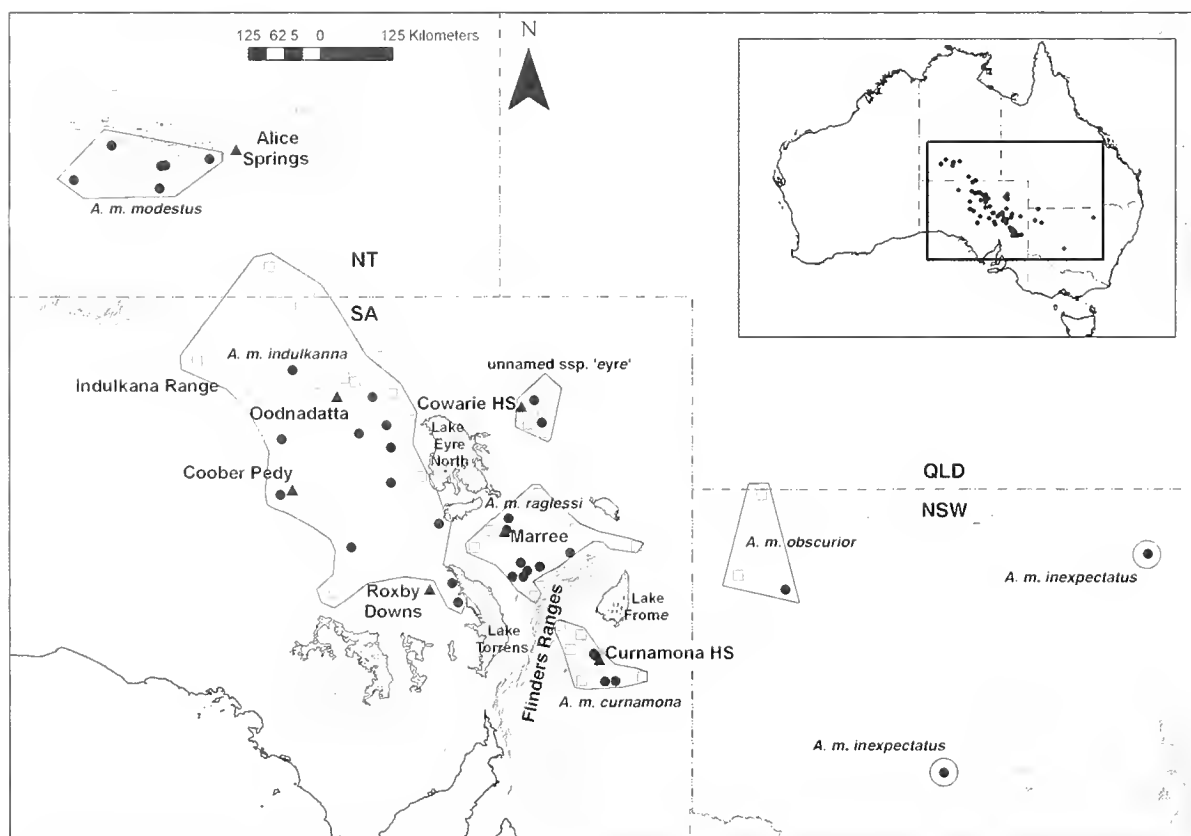 N
125 62.5 0 125 Kilometers
Alice
Springs
A. m. modestus
NT
SA
A. m. indulkanna
unnamed ssp. 'eyre'
Indulkana Range
Oodnadatta
Cowarie HS
Lake
Eyre
North
Coober Pedy
QLD
NSW
A. m. raglessi
Marree
A. m. obscurior
A. m. inexpectatus
Roxby
Downs
Lake
Frome
Lake
Torrens
Flinders Ranges
Curnamona HS
A. m. curnamona
A. m. inexpectatus